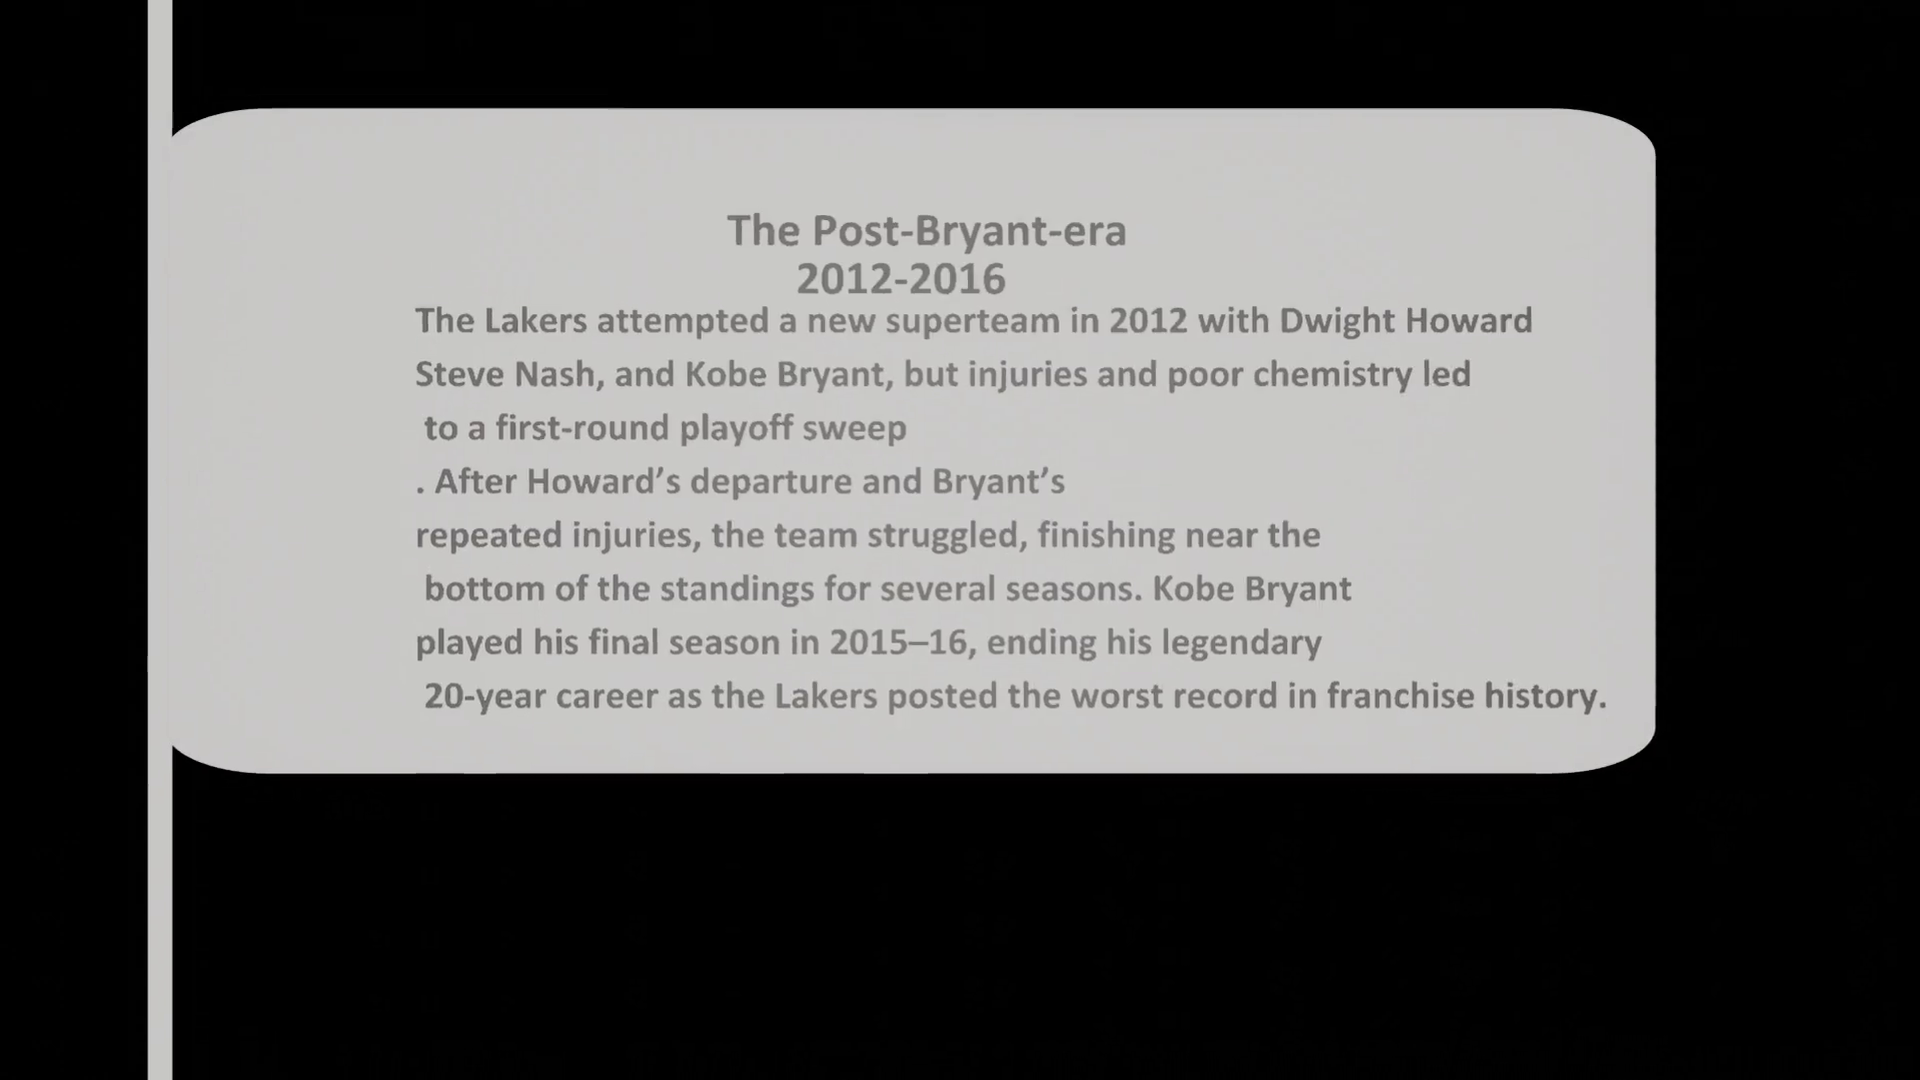 The Post-Bryant-era
2012-2016
The Lakers attempted a new superteam in 2012 with Dwight Howard
Steve Nash, and Kobe Bryant, but injuries and poor chemistry led
to a first-round playoff sweep
. After Howard’s departure and Bryant’s
repeated injuries, the team struggled, finishing near the
bottom of the standings for several seasons. Kobe Bryant
played his final season in 2015–16, ending his legendary
20-year career as the Lakers posted the worst record in franchise history.